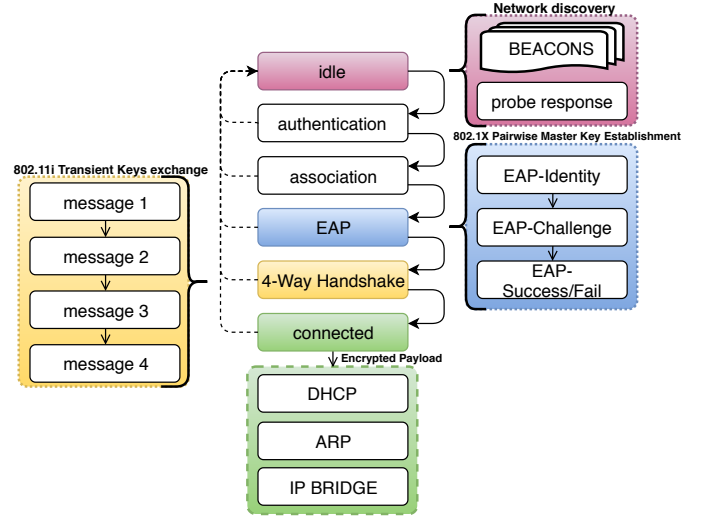 Network discovery
BEACONS
probe response
idle
authentication
association
EAP
4-Way Handshake
connected
802.1X Pairwise Master Key Establishment
EAP-Identity
EAP-Challenge
EAP-
Success/Fail
802.11i Transient Keys exchange
message 1
message 2
message 3
message 4
Encrypted Payload
DHCP
ARP
IP BRIDGE